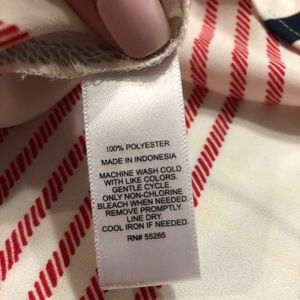 100% POLYESTER
MADE IN INDONESIA
MACHINE WASH COLD
WITH LIKE COLORS.
GENTLE CYCLE.
ONLY NON-CHLORINE
BLEACH WHEN NEEDED.
REMOVE PROMPTLY.
LINE DRY.
COOL IRON IF NEEDED.
RN# 55285